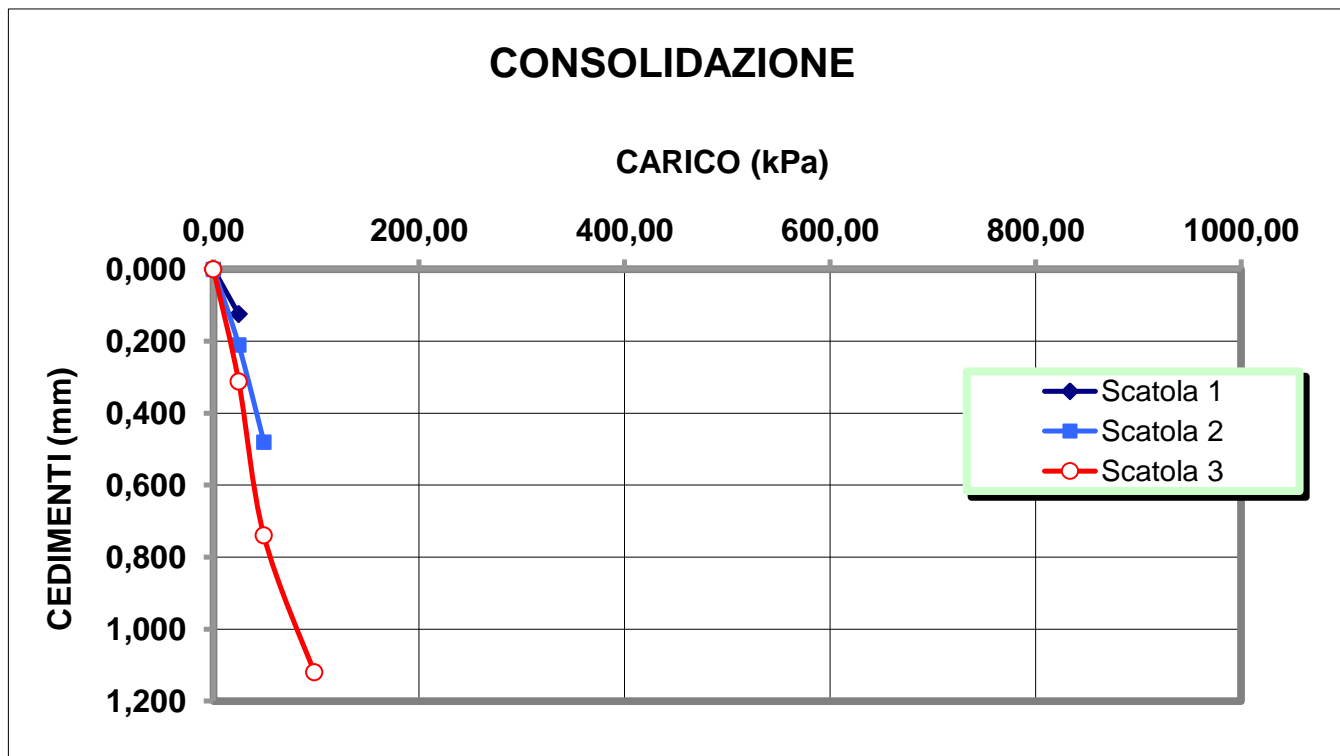 CONSOLIDAZIONE
CARICO (kPa)
0,00 200,00 400,00 600,00 800,00 1000,00
0,000
0,200
0,400
0,600
0,800
1,000
1,200
CEDIMENTI (mm)
Scatola 1
Scatola 2
Scatola 3